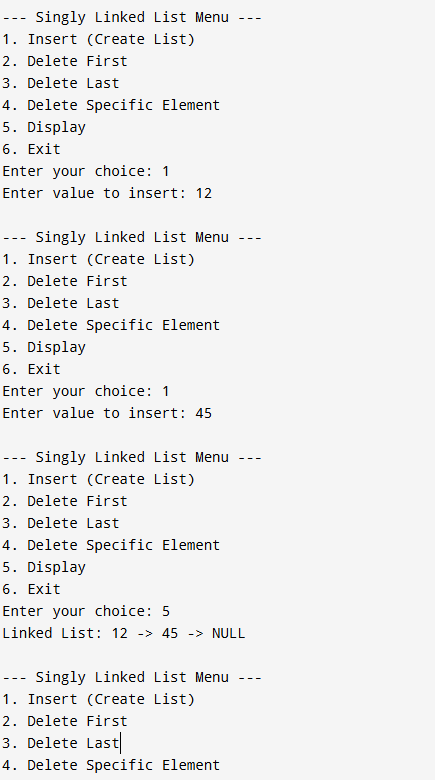 --- Singly Linked List Menu ---
1. Insert (Create List)
2. Delete First
3. Delete Last
4. Delete Specific Element
5. Display
6. Exit
Enter your choice: 1
Enter value to insert: 12

--- Singly Linked List Menu ---
1. Insert (Create List)
2. Delete First
3. Delete Last
4. Delete Specific Element
5. Display
6. Exit
Enter your choice: 1
Enter value to insert: 45

--- Singly Linked List Menu ---
1. Insert (Create List)
2. Delete First
3. Delete Last
4. Delete Specific Element
5. Display
6. Exit
Enter your choice: 5
Linked List: 12 -> 45 -> NULL

--- Singly Linked List Menu ---
1. Insert (Create List)
2. Delete First
3. Delete Last
4. Delete Specific Element